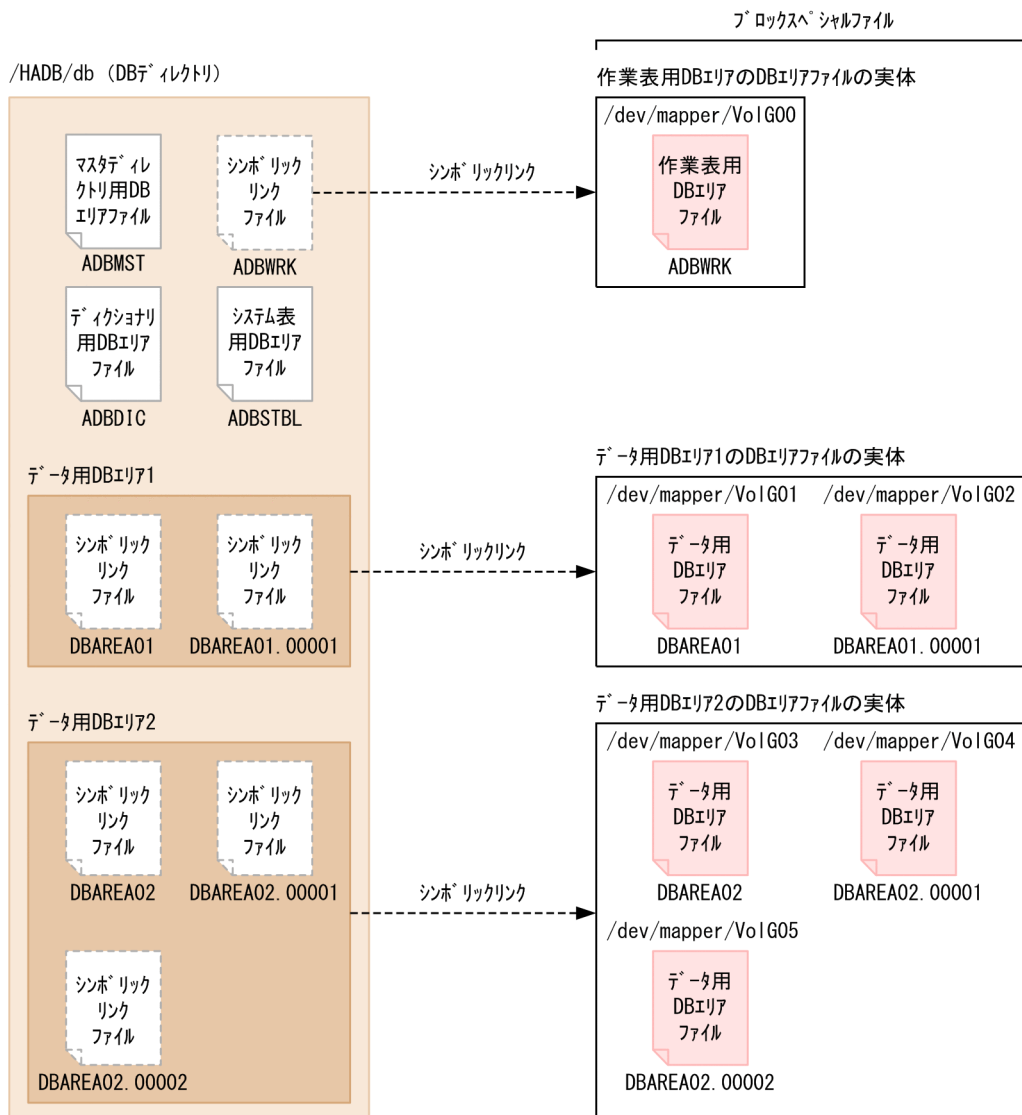 ブロックスペシャルファイル
/HADB/db （DBディレクトリ）
作業表用DBエリアのDBエリアファイルの実体
/dev/mapper/VolG00
マスタディレ
クトリ用DB
エリアファイル
ADBMST
シンボリック
リンク
ファイル
ADBWRK
シンボリックリンク
作業表用
DBエリア
ファイル
ADBWRK
ディクショナリ
用DBエリア
ファイル
ADBDIC
システム表
用DBエリア
ファイル
ADBSTBL
データ用DBエリア1
シンボリック
リンク
ファイル
DBAREA01
シンボリック
リンク
ファイル
DBAREA01.00001
シンボリックリンク
データ用DBエリア1のDBエリアファイルの実体
/dev/mapper/VolG01
データ用
DBエリア
ファイル
DBAREA01
/dev/mapper/VolG02
データ用
DBエリア
ファイル
DBAREA01.00001
データ用DBエリア2
シンボリック
リンク
ファイル
DBAREA02
シンボリック
リンク
ファイル
DBAREA02.00001
シンボリック
リンク
ファイル
DBAREA02.00002
シンボリックリンク
データ用DBエリア2のDBエリアファイルの実体
/dev/mapper/VolG03
データ用
DBエリア
ファイル
DBAREA02
/dev/mapper/VolG04
データ用
DBエリア
ファイル
DBAREA02.00001
/dev/mapper/VolG05
データ用
DBエリア
ファイル
DBAREA02.00002